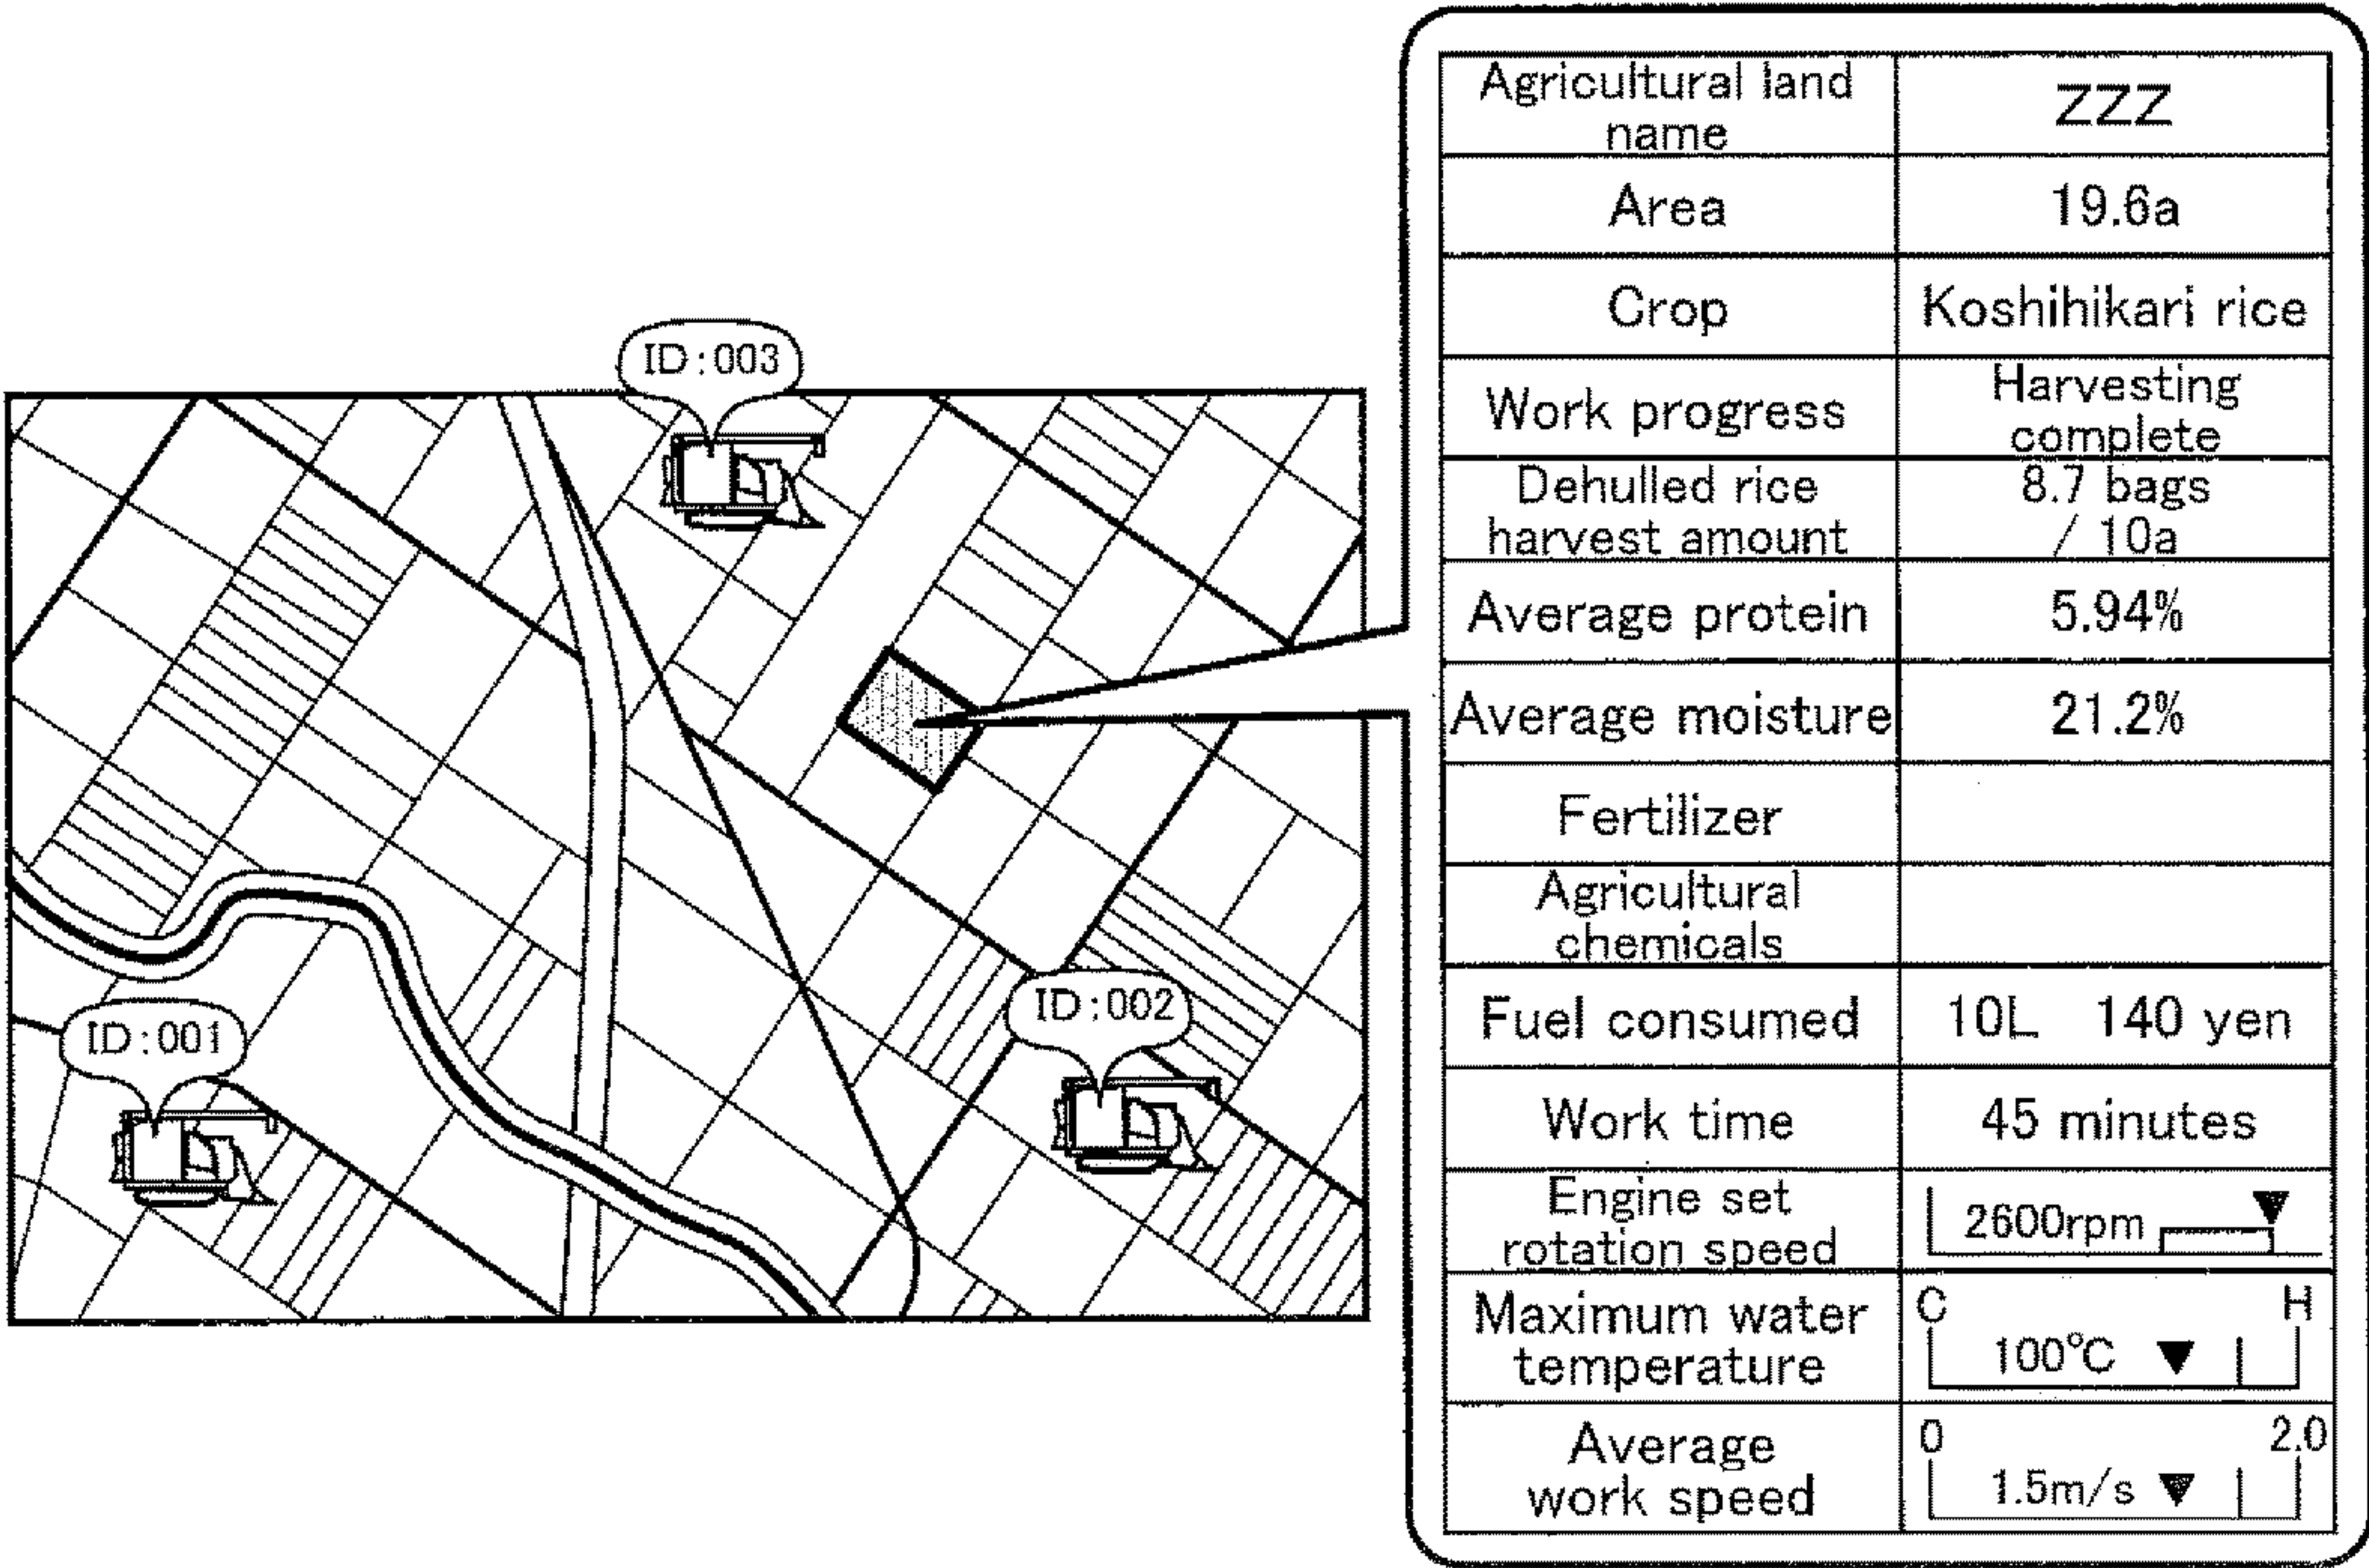 ID:003
ID:001
ID:002
Agricultural land
name
ZZZ
Area
19.6a
Crop
Koshihikari rice
Work progress
Harvesting
complete
Dehulled rice
harvest amount
8.7 bags
/ 10a
Average protein
5.94%
Average moisture
21.2%
Fertilizer
Agricultural
chemicals
Fuel consumed
10L 140 yen
Work time
45 minutes
Engine set
rotation speed
2600rpm
Maximum water
temperature
C H
100℃
Average
work speed
0 2.0
1.5m/s